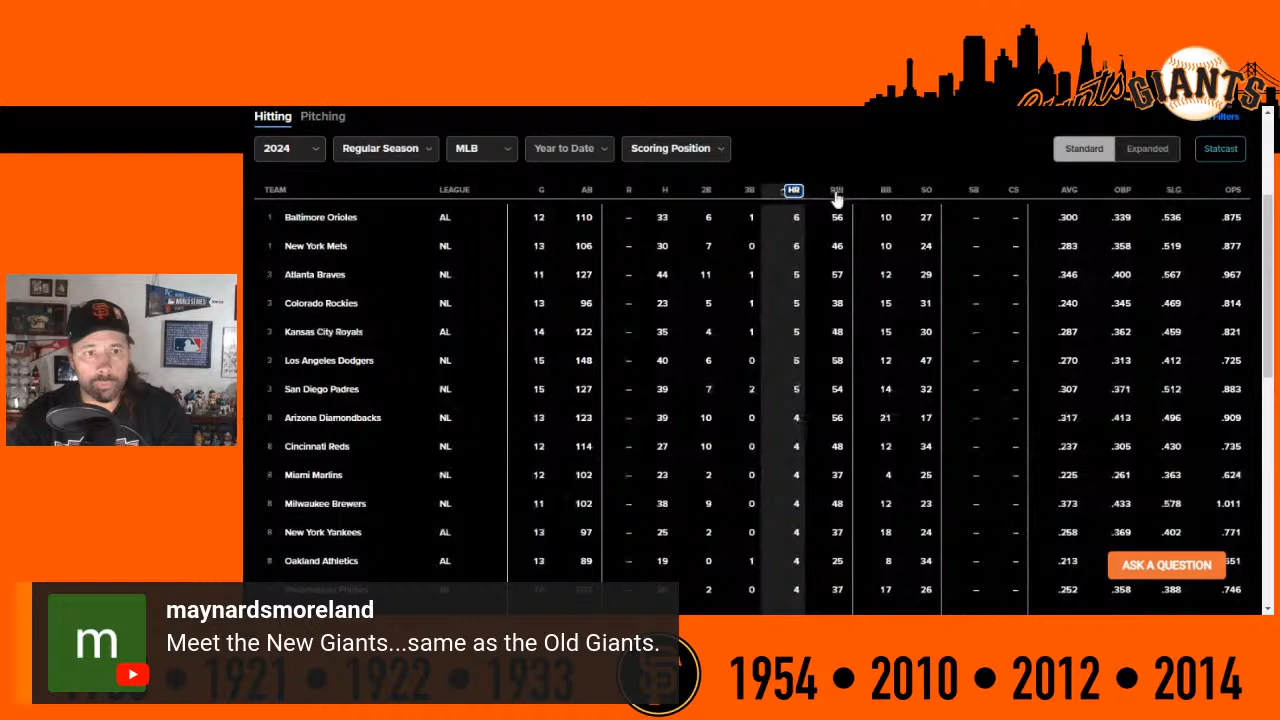 GIANTS
Hitting Pitching
Filters
2024 Regular Season MLB Year to Date Scoring Position Standard Expanded Statcast
TEAM LEAGUE G AB R H 2B 3B HR BB SO SB CS AVG OBP SLG OPS
1 Baltimore Orioles AL 12 110 – 33 6 1 6 56 10 27 – – .300 .339 .536 .875
1 New York Mets NL 13 106 – 30 7 0 6 46 10 24 – – .283 .358 .519 .877
3 Atlanta Braves NL 11 127 – 44 11 1 5 57 12 29 – – .346 .400 .567 .967
3 Colorado Rockies NL 13 96 – 23 5 1 5 38 15 31 – – .240 .345 .469 .814
3 Kansas City Royals AL 14 122 – 35 4 1 5 48 15 30 – – .287 .362 .459 .821
3 Los Angeles Dodgers NL 15 148 – 40 6 0 5 58 12 47 – – .270 .313 .412 .725
3 San Diego Padres NL 15 127 – 39 7 2 5 54 14 32 – – .307 .371 .512 .883
8 Arizona Diamondbacks NL 13 123 – 39 10 0 4 56 21 17 – – .317 .413 .496 .909
8 Cincinnati Reds NL 12 114 – 27 10 0 4 48 12 34 – – .237 .305 .430 .735
8 Miami Marlins NL 12 102 – 23 2 0 4 37 4 25 – – .225 .261 .363 .624
8 Milwaukee Brewers NL 11 102 – 38 9 0 4 48 12 23 – – .373 .433 .578 1.011
8 New York Yankees AL 13 97 – 25 2 0 4 37 18 24 – – .258 .369 .402 .771
8 Oakland Athletics AL 13 89 – 19 0 1 4 25 8 34 – – .213
ASK A QUESTION
– 2 0 4 37 17 26 – – .252 .358 .388 .746
m
maynardsmoreland
Meet the New Giants...same as the Old Giants.
1921 • 1922 • 1933 1954 • 2010 • 2012 • 2014